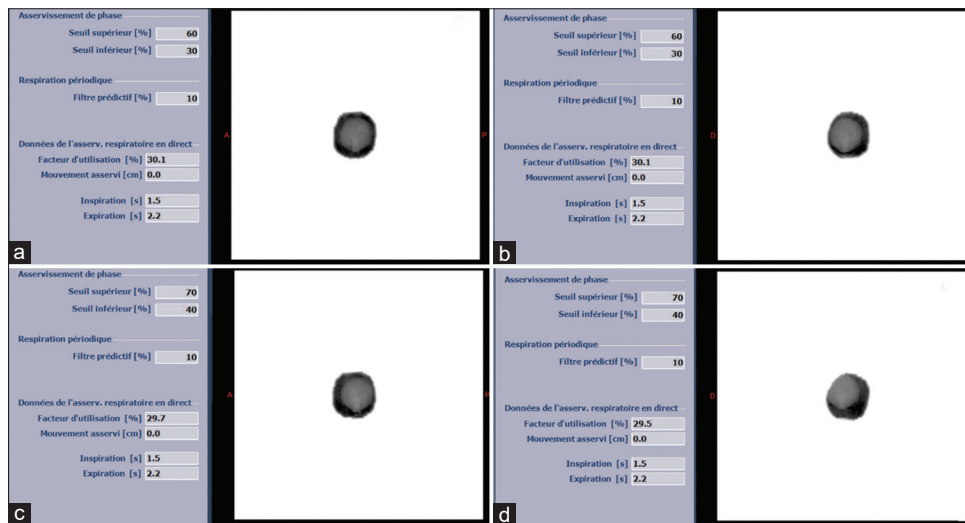 Asservissement de phase
Seuil supérieur [%] 60
Seuil inférieur [%] 30
Respiration périodique
Filtre prédictif [%] 10
Données de l'asserv. respiratoire en direct
Facteur d'utilisation [%] 30.1
Mouvement asservi [cm] 0.0
Inspiration [s] 1.5
Expiration [s] 2.2
A
P
a
Asservissement de phase
Seuil supérieur [%] 60
Seuil inférieur [%] 30
Respiration périodique
Filtre prédictif [%] 10
Données de l'asserv. respiratoire en direct
Facteur d'utilisation [%] 30.1
Mouvement asservi [cm] 0.0
Inspiration [s] 1.5
Expiration [s] 2.2
D
b
Asservissement de phase
Seuil supérieur [%] 70
Seuil inférieur [%] 40
Respiration périodique
Filtre prédictif [%] 10
Données de l'asserv. respiratoire en direct
Facteur d'utilisation [%] 29.7
Mouvement asservi [cm] 0.0
Inspiration [s] 1.5
Expiration [s] 2.2
A
P
c
Asservissement de phase
Seuil supérieur [%] 70
Seuil inférieur [%] 40
Respiration périodique
Filtre prédictif [%] 10
Données de l'asserv. respiratoire en direct
Facteur d'utilisation [%] 29.5
Mouvement asservi [cm] 0.0
Inspiration [s] 1.5
Expiration [s] 2.2
D
d